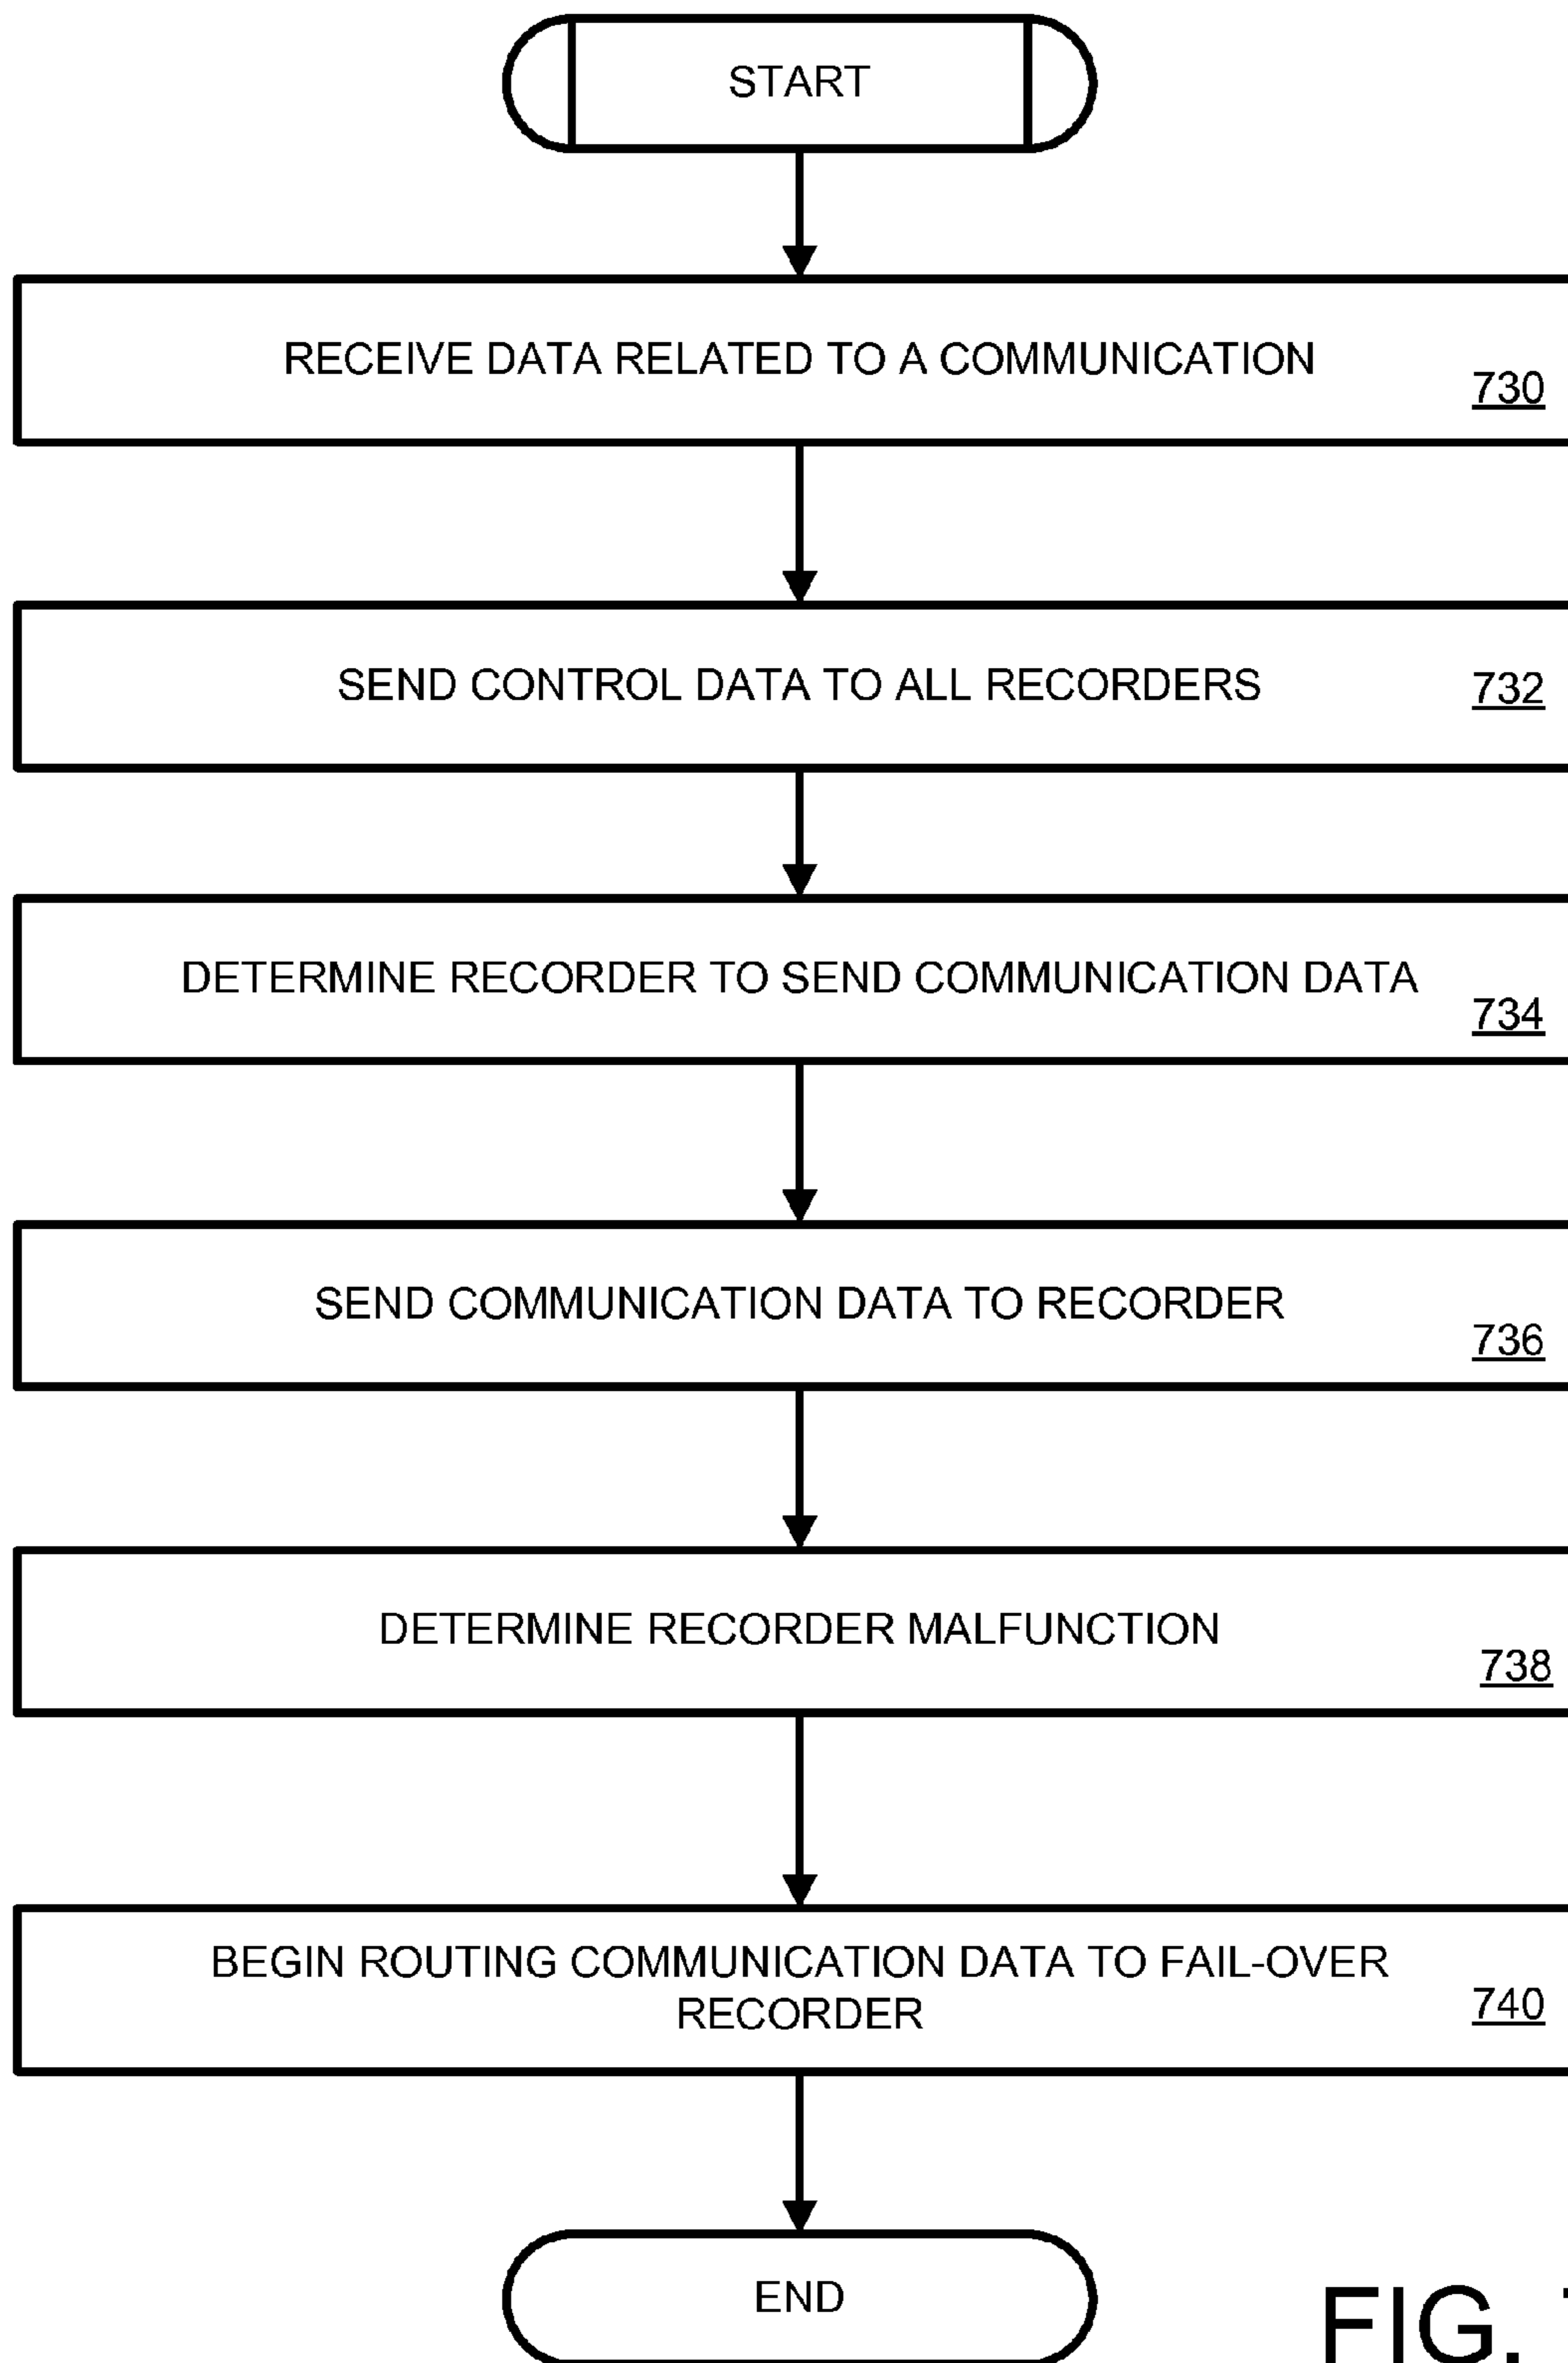 START
RECEIVE DATA RELATED TO A COMMUNICATION
730
SEND CONTROL DATA TO ALL RECORDERS
732
DETERMINE RECORDER TO SEND COMMUNICATION DATA
734
SEND COMMUNICATION DATA TO RECORDER
736
DETERMINE RECORDER MALFUNCTION
738
BEGIN ROUTING COMMUNICATION DATA TO FAIL-OVER
RECORDER
740
END
FIG.